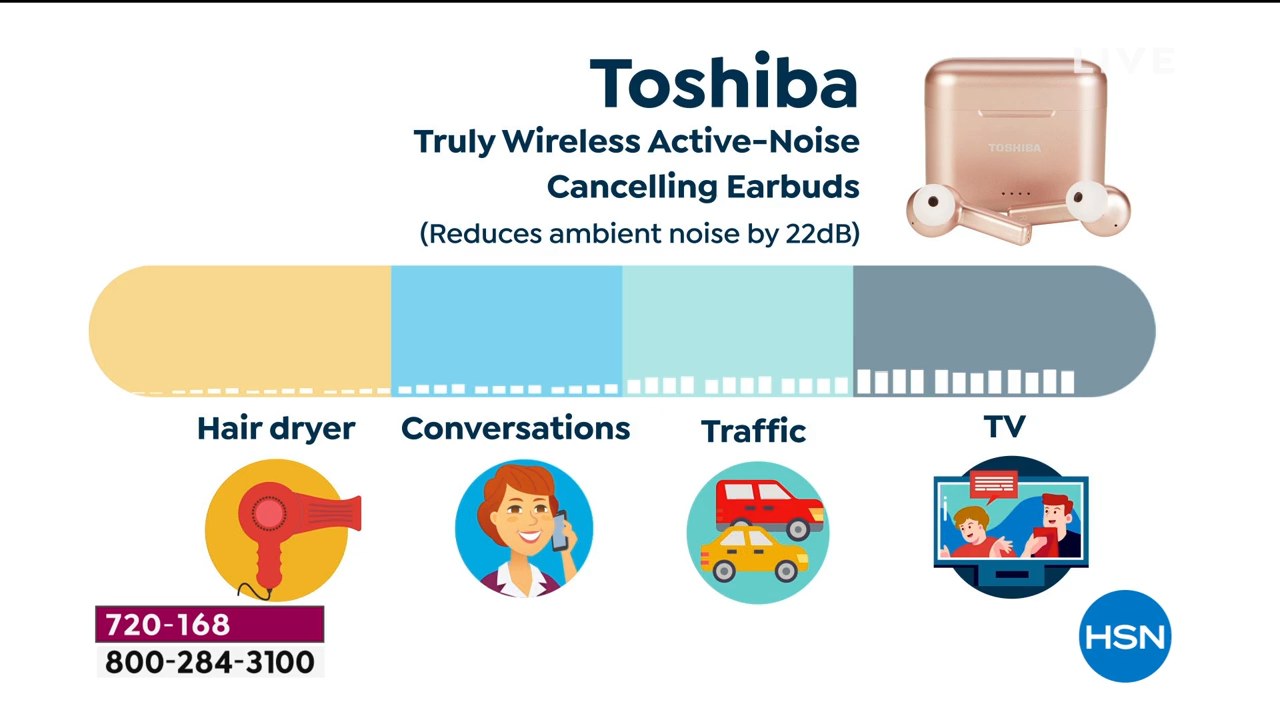 LIVE
Toshiba
Truly Wireless Active-Noise
Cancelling Earbuds
(Reduces ambient noise by 22dB)
TOSHIBA
Hair dryer
Conversations
Traffic
TV
720-168
800-284-3100
HSN